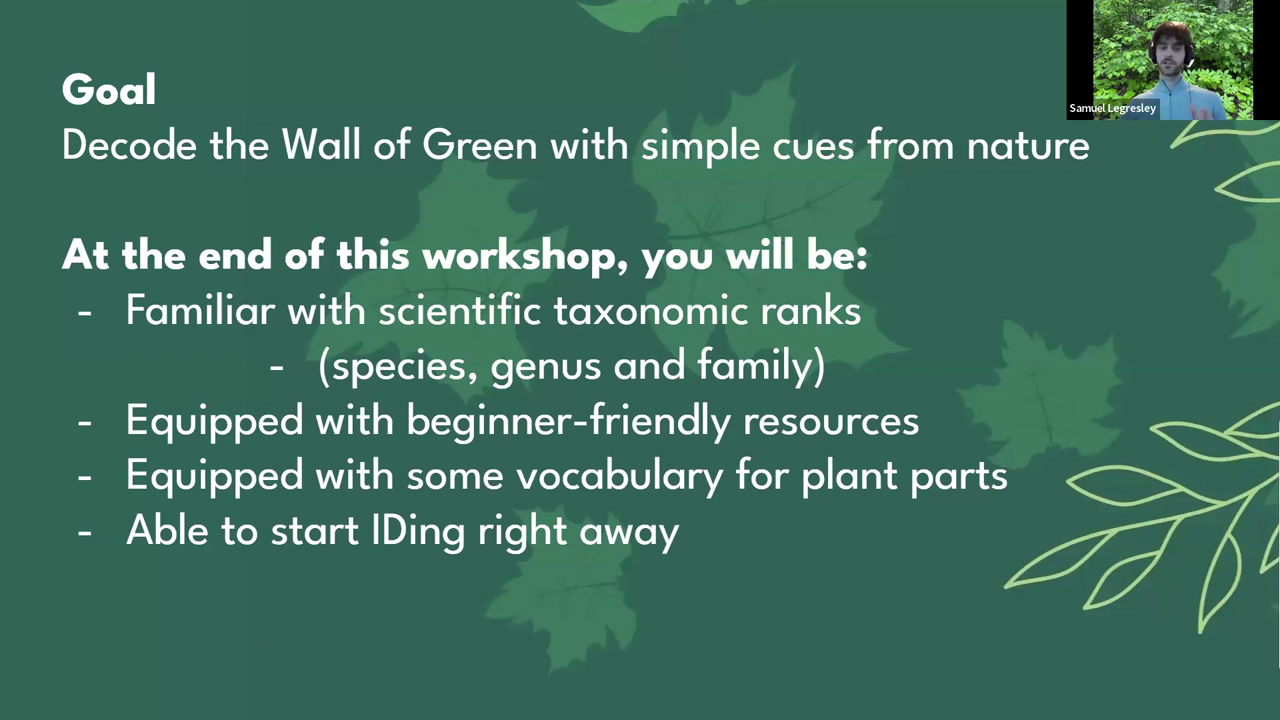 Goal
Decode the Wall of Green with simple cues from nature
At the end of this workshop, you will be:
- Familiar with scientific taxonomic ranks
- (species, genus and family)
- Equipped with beginner-friendly resources
- Equipped with some vocabulary for plant parts
- Able to start IDing right away
Samuel Legresley